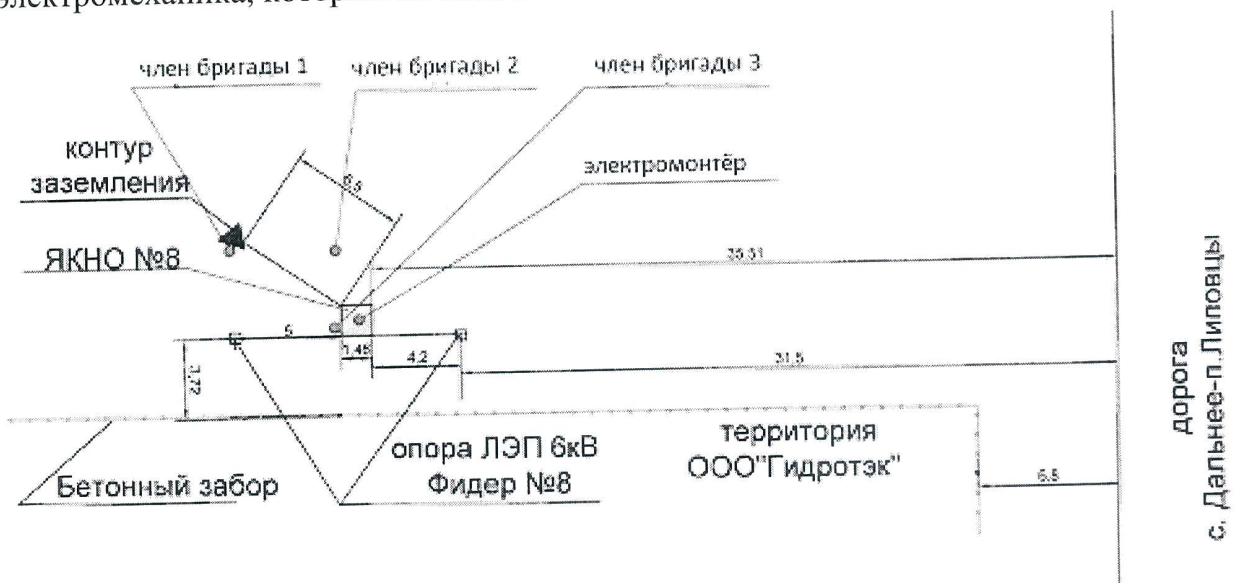 член бригады 1 член бригады 2 член бригады 3
контур
заземления
электромонтёр
ЯКНО №8
35.51
6
1.45
4.2
31.5
3.72
опора ЛЭП 6кВ
Фидер №8
территория
ООО"Гидротэк"
Бетонный забор
6.5
дорога
с. Дальнее-п.Липовцы